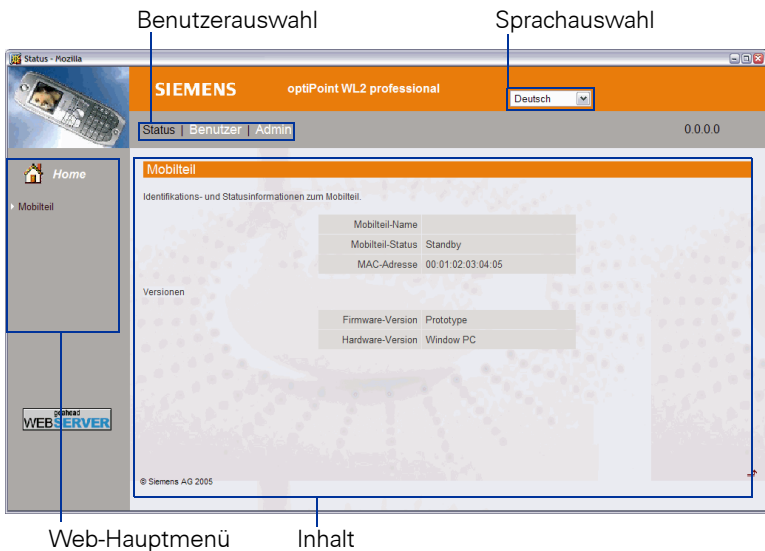 Benutzerauswahl Sprachauswahl
Status - Mozilla
SIEMENS optiPoint WL2 professional Deutsch
Status | Benutzer | Admin 0.0.0.0
Home
Mobilteil
Mobilteil
Identifikations- und Statusinformationen zum Mobilteil.
Mobilteil-Name
Mobilteil-Status Standby
MAC-Adresse 00:01:02:03:04:05
Versionen
Firmware-Version Prototype
Hardware-Version Window PC
goahead
WEBSERVER
© Siemens AG 2005
Web-Hauptmenü Inhalt